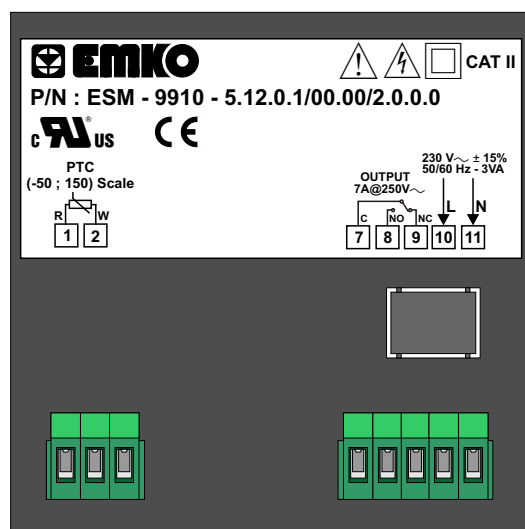 EMKO
CAT II
P/N : ESM - 9910 - 5.12.0.1/00.00/2.0.0.0
c RU ® US CE
PTC
(-50 ; 150) Scale
R W
1 2
OUTPUT
7A@250V~
C NO NC
7 8 9 10 11
230 V~ ± 15%
50/60 Hz - 3VA
L N